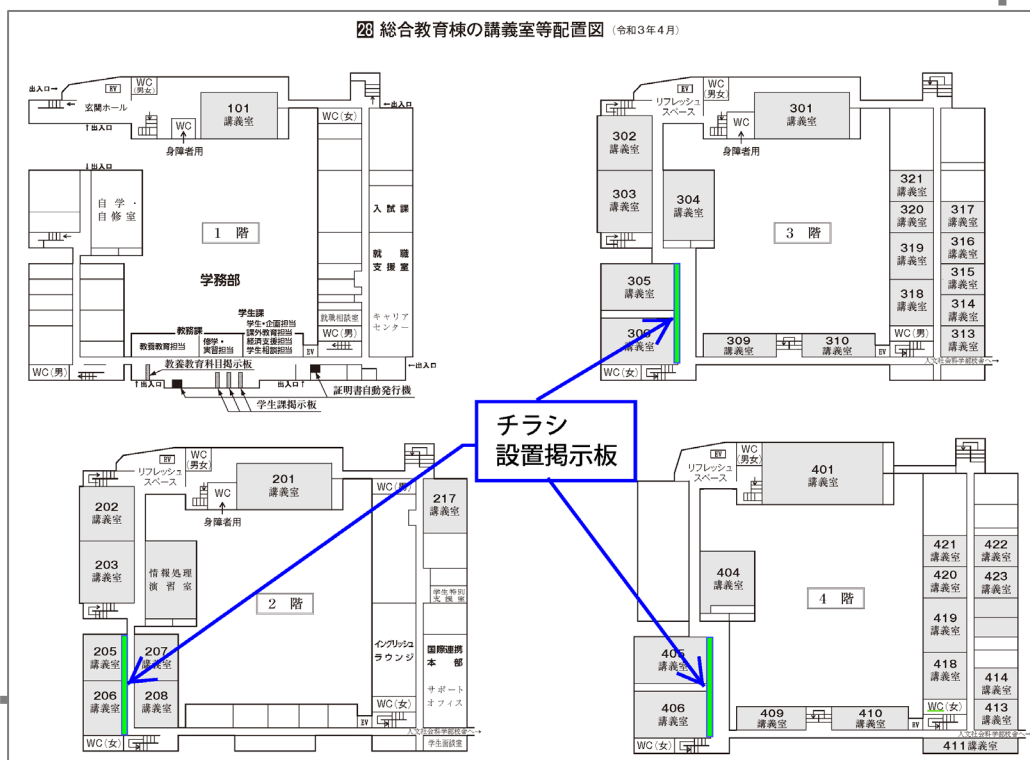 28 総合教育棟の講義室等配置図 (令和3年4月)
出入口→
EV
WC
(男女)
玄関ホール
↑出入口
WC
身障者用
101
講義室
←出入口
WC(女)
↓出入口
自学・
自修室
1 階
入試課
就職
支援室
学務部
就職相談室
キャリア
センター
学生課
学生・企画担当
課外教育担当
経済支援担当
学生相談担当
教務課
教養教育担当
修学・
実習担当
EV
WC(男)
WC(男)
教養教育科目掲示板
↑出入口
出入口↑
←出入口
証明書自動発行機
学生課掲示板
EV
WC
(男女)
リフレッシュ
スペース
WC
身障者用
301
講義室
302
講義室
303
講義室
304
講義室
3 階
321
講義室
320
講義室
319
講義室
318
講義室
317
講義室
316
講義室
315
講義室
314
講義室
313
講義室
305
講義室
306
講義室
309
講義室
310
講義室
EV
WC(男)
WC(女)
人文社会科学部校舎へ→
チラシ
設置掲示板
EV
WC
(男女)
リフレッシュ
スペース
WC
身障者用
201
講義室
WC(男)
217
講義室
202
講義室
203
講義室
情報処理
演習室
2 階
学生特別
支援室
205
講義室
206
講義室
207
講義室
208
講義室
イングリッシュ
ラウンジ
国際連携
本部
サポート
オフィス
WC(女)
EV
WC(女)
人文社会科学部校舎へ→
学生面談室
EV
WC
(男女)
リフレッシュ
スペース
401
講義室
404
講義室
4 階
421
講義室
420
講義室
419
講義室
418
講義室
422
講義室
423
講義室
414
講義室
413
講義室
405
講義室
406
講義室
409
講義室
410
講義室
EV
WC(女)
WC(女)
人文社会科学部校舎へ→
411講義室